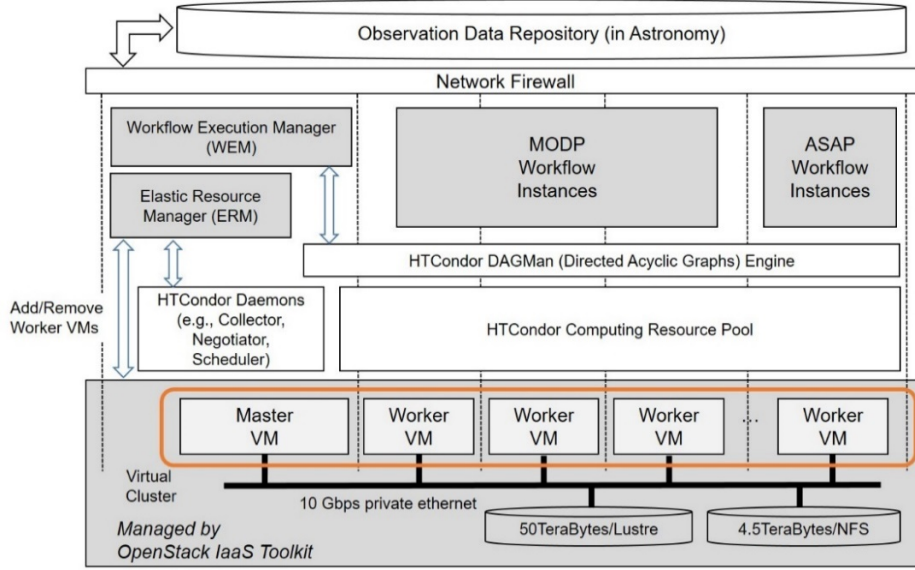 Observation Data Repository (in Astronomy)
Network Firewall
Workflow Execution Manager
(WEM)
MODP
Workflow
Instances
ASAP
Workflow
Instances
Elastic Resource
Manager (ERM)
HTCondor DAGMan (Directed Acyclic Graphs) Engine
Add/Remove
Worker VMs
HTCondor Daemons
(e.g., Collector,
Negotiator,
Scheduler)
HTCondor Computing Resource Pool
Master
VM
Worker
VM
Worker
VM
Worker
VM
...
Worker
VM
Virtual
Cluster
10 Gbps private ethernet
50TeraBytes/Lustre
4.5TeraBytes/NFS
Managed by
OpenStack IaaS Toolkit